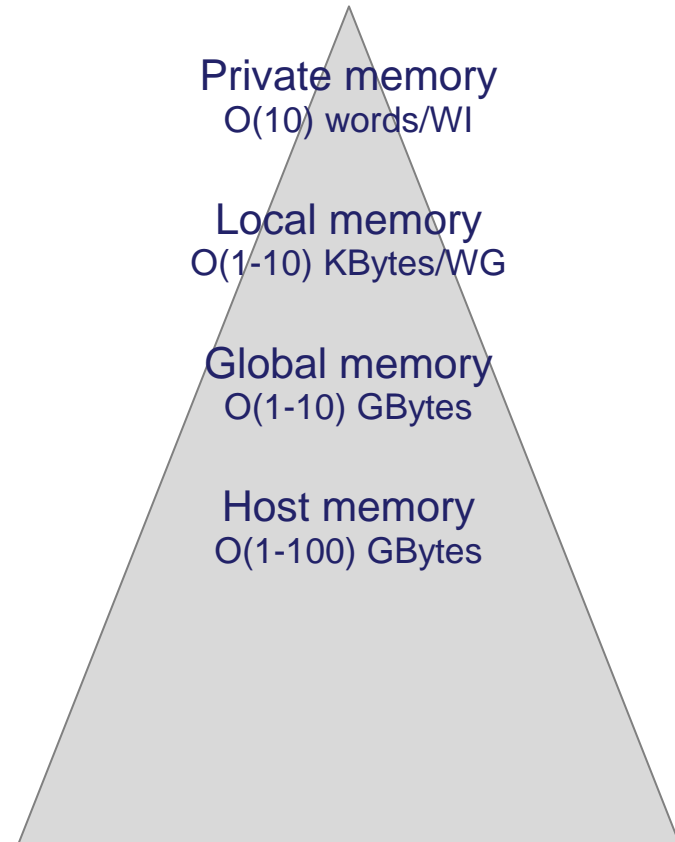 Private memory
O(10) words/WI
Local memory
O(1-10) KBytes/WG
Global memory
O(1-10) GBytes
Host memory
O(1-100) GBytes